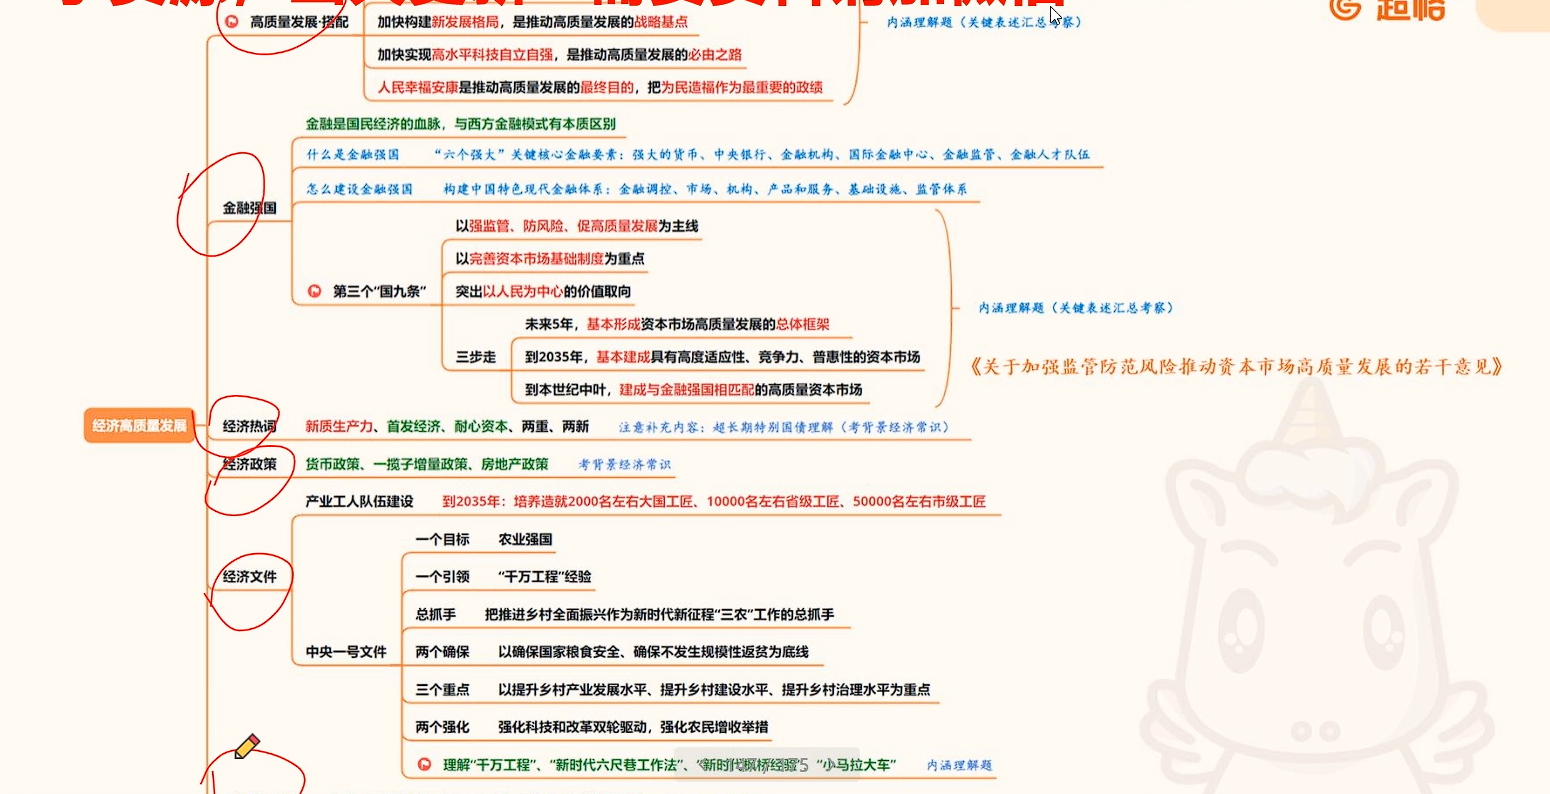 高质量发展·搭配
加快构建新发展格局，是推动高质量发展的战略基点
内涵理解题（关键表述汇总考察）
加快实现高水平科技自立自强，是推动高质量发展的必由之路
人民幸福安康是推动高质量发展的最终目的，把为民造福作为最重要的政绩
金融强国
金融是国民经济的血脉，与西方金融模式有本质区别
什么是金融强国 “六个强大”关键核心金融要素：强大的货币、中央银行、金融机构、国际金融中心、金融监管、金融人才队伍
怎么建设金融强国 构建中国特色现代金融体系：金融调控、市场、机构、产品和服务、基础设施、监管体系
第三个“国九条”
以强监管、防风险、促高质量发展为主线
以完善资本市场基础制度为重点
突出以人民为中心的价值取向
三步走
未来5年，基本形成资本市场高质量发展的总体框架
到2035年，基本建成具有高度适应性、竞争力、普惠性的资本市场
到本世纪中叶，建成与金融强国相匹配的高质量资本市场
内涵理解题（关键表述汇总考察）
《关于加强监管防范风险推动资本市场高质量发展的若干意见》
经济高质量发展
经济热词 新质生产力、首发经济、耐心资本、两重、两新 注意补充内容：超长期特别国债理解（考背景经济常识）
经济政策 货币政策、一揽子增量政策、房地产政策 考背景经济常识
经济文件
产业工人队伍建设 到2035年：培养造就2000名左右大国工匠、10000名左右省级工匠、50000名左右市级工匠
中央一号文件
一个目标 农业强国
一个引领 “千万工程”经验
总抓手 把推进乡村全面振兴作为新时代新征程“三农”工作的总抓手
两个确保 以确保国家粮食安全、确保不发生规模性返贫为底线
三个重点 以提升乡村产业发展水平、提升乡村建设水平、提升乡村治理水平为重点
两个强化 强化科技和改革双轮驱动，强化农民增收举措
理解“千万工程”、“新时代六尺巷工作法”、“新时代枫桥经验”、“小马拉大车” 内涵理解题